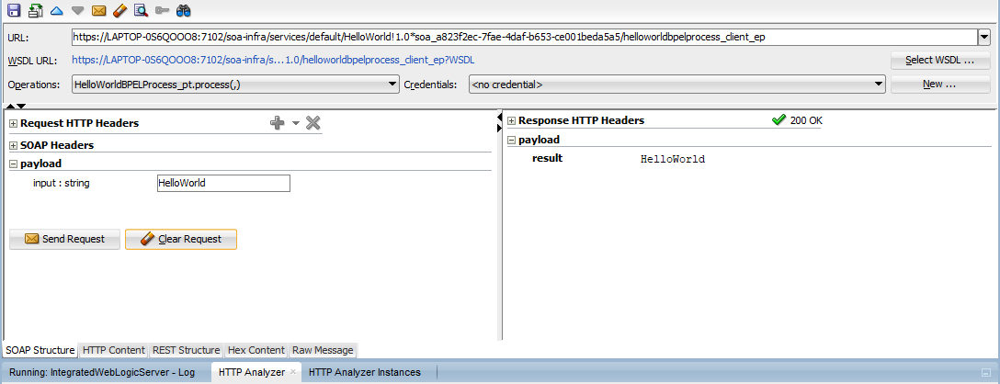 URL: https://LAPTOP-0S6QOOO8:7102/soa-infra/services/default/HelloWorld!1.0*soa_a823f2ec-7fae-4daf-b653-ce001beda5a5/helloworldbpelprocess_client_ep
WSDL URL: https://LAPTOP-0S6QOOO8:7102/soa-infra/s...1.0/helloworldbpelprocess_client_ep?WSDL Select WSDL ...
Operations: HelloWorldBPELProcess_pt.process(,) Credentials: <no credential> New ...
Request HTTP Headers
SOAP Headers
payload
input : string HelloWorld
Send Request Clear Request
Response HTTP Headers 200 OK
payload
result HelloWorld
SOAP Structure HTTP Content REST Structure Hex Content Raw Message
Running: IntegratedWebLogicServer - Log HTTP Analyzer HTTP Analyzer Instances